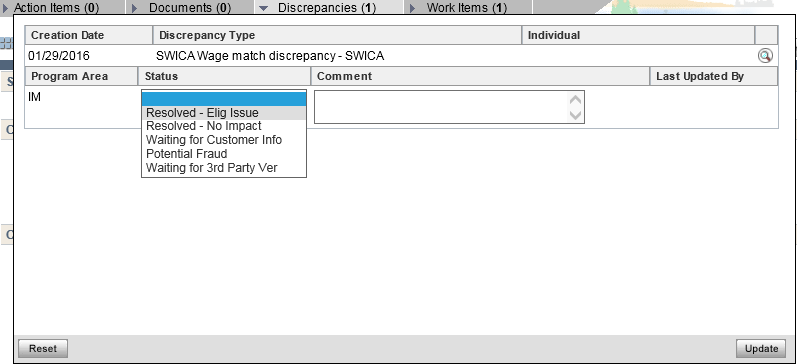 Action Items (0) Documents (0) Discrepancies (1) Work Items (1)
Creation Date Discrepancy Type Individual
01/29/2016 SWICA Wage match discrepancy - SWICA
Program Area Status Comment Last Updated By
IM
Resolved - Elig Issue
Resolved - No Impact
Waiting for Customer Info
Potential Fraud
Waiting for 3rd Party Ver
Reset Update